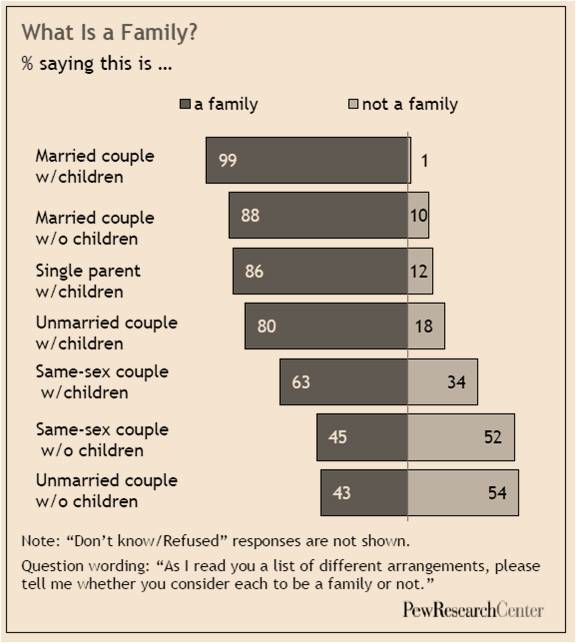 What Is a Family?
% saying this is …
a family not a family
Married couple
w/children
99 1
Married couple
w/o children
88 10
Single parent
w/children
86 12
Unmarried couple
w/children
80 18
Same-sex couple
w/children
63 34
Same-sex couple
w/o children
45 52
Unmarried couple
w/o children
43 54
Note: “Don’t know/Refused” responses are not shown.
Question wording: “As I read you a list of different arrangements, please
tell me whether you consider each to be a family or not.”
PewResearchCenter